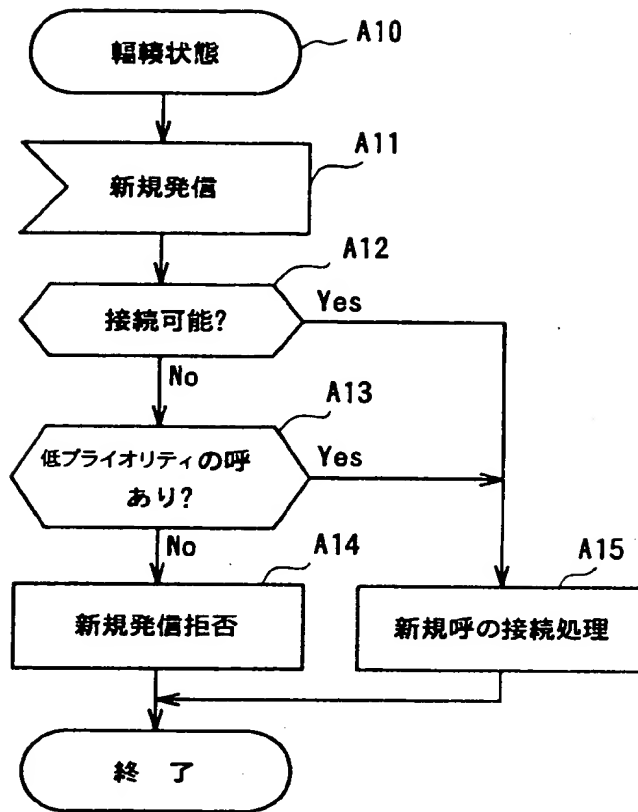 輻輳状態
A10
A11
新規発信
A12
接続可能?
Yes
No
A13
低プライオリティの呼
あり?
Yes
No
A14
新規発信拒否
A15
新規呼の接続処理
終 了